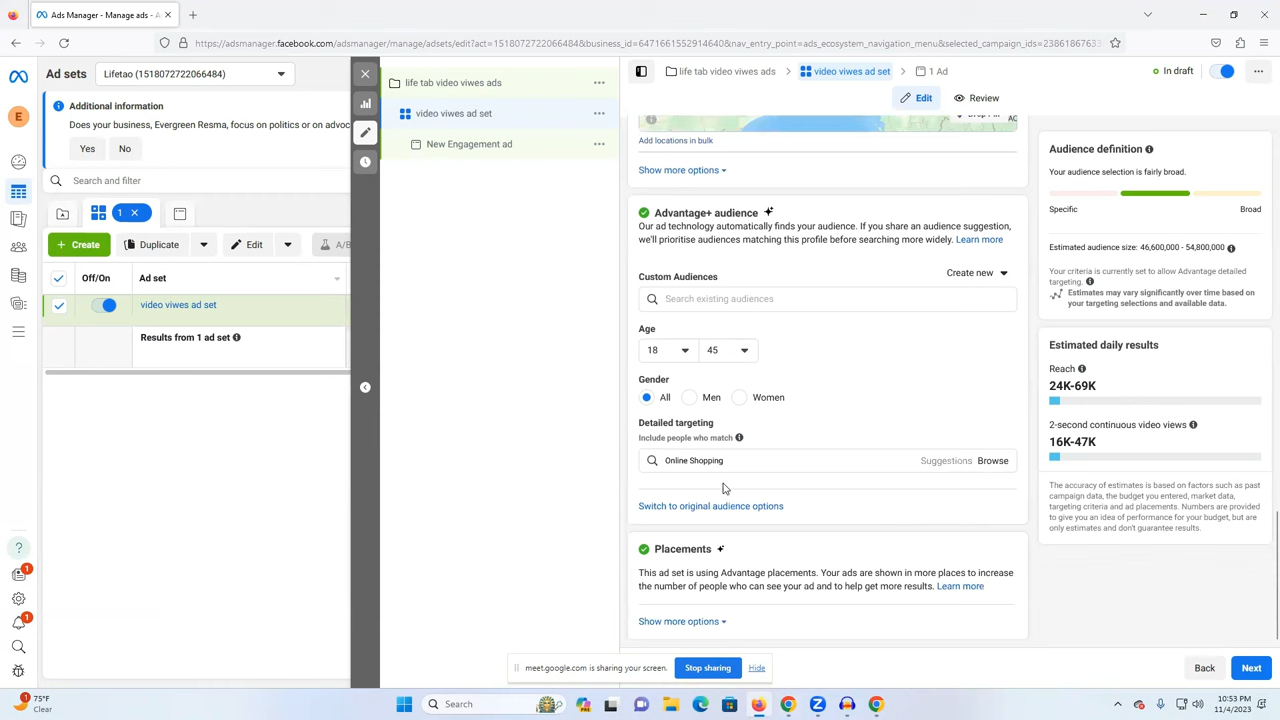 Ads Manager - Manage ads - A
https://adsmanager.facebook.com/adsmanager/manage/adsets/edit?act=1518072722066484&business_id=6471661552914640&nav_entry_point=ads_ecosystem_navigation_menu&selected_campaign_ids=2386186763
Ad sets
Lifetao (1518072722066484)
Additional information
Does your business, Evergreen Resma, focus on politics or an advoc
Yes
No
Search and filter
1
Create
Duplicate
Edit
A/B
Off/On
Ad set
video viwes ad set
Results from 1 ad set
E
1
1
life tab video viwes ads
video viwes ad set
New Engagement ad
life tab video viwes ads
video viwes ad set
1 Ad
In draft
Edit
Review
Add locations in bulk
Show more options
Advantage+ audience
Our ad technology automatically finds your audience. If you share an audience suggestion,
we'll prioritise audiences matching this profile before searching more widely. Learn more
Custom Audiences
Create new
Search existing audiences
Age
18
45
Gender
All
Men
Women
Detailed targeting
Include people who match
Online Shopping
Suggestions
Browse
Switch to original audience options
Placements
This ad set is using Advantage placements. Your ads are shown in more places to increase
the number of people who can see your ad and to help get more results. Learn more
Show more options
Audience definition
Your audience selection is fairly broad.
Specific
Broad
Estimated audience size: 46,600,000 - 54,800,000
Your criteria is currently set to allow Advantage detailed
targeting.
Estimates may vary significantly over time based on
your targeting selections and available data.
Estimated daily results
Reach
24K-69K
2-second continuous video views
16K-47K
The accuracy of estimates is based on factors such as past
campaign data, the budget you entered, market data,
targeting criteria and ad placements. Numbers are provided
to give you an idea of performance for your budget, but are
only estimates and don't guarantee results.
meet.google.com is sharing your screen.
Stop sharing
Hide
Back
Next
1
75°F
Clear
Search
10:53 PM
11/4/2023